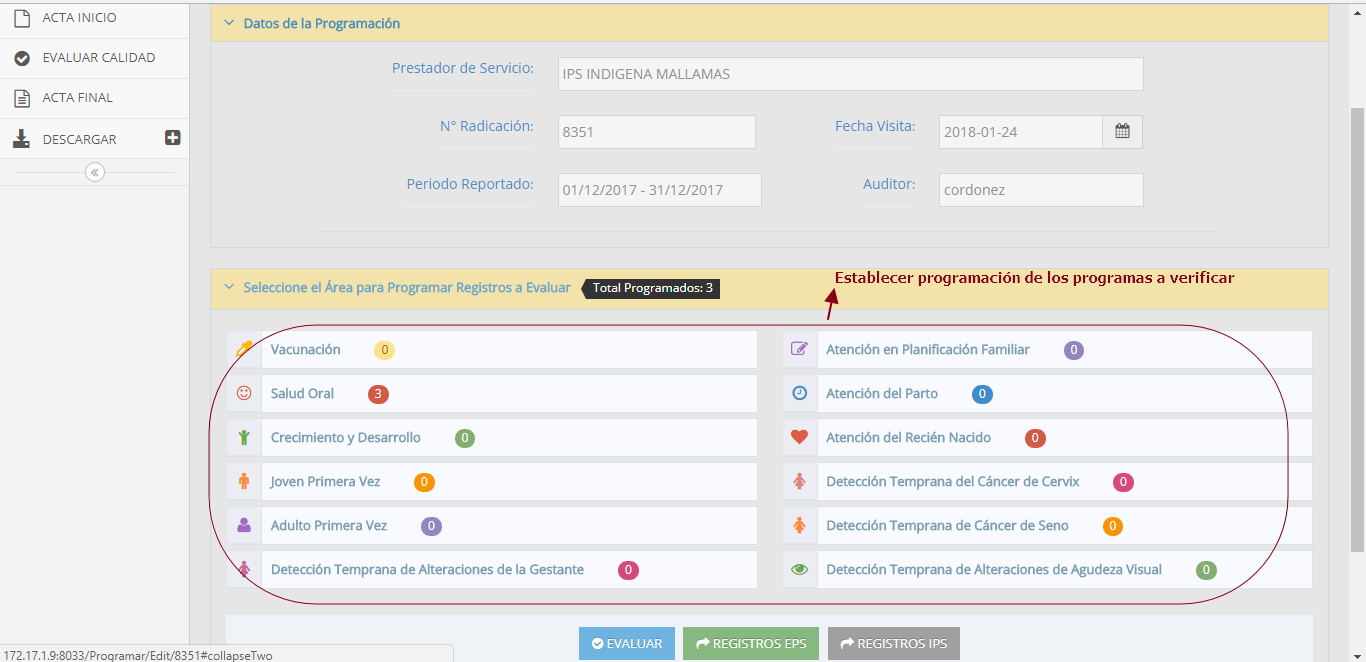 ACTA INICIO
EVALUAR CALIDAD
ACTA FINAL
DESCARGAR
Datos de la Programación
Prestador de Servicio: IPS INDIGENA MALLAMAS
N° Radicación: 8351 Fecha Visita: 2018-01-24
Periodo Reportado: 01/12/2017 - 31/12/2017 Auditor: cordonez
Establecer programación de los programas a verificar
Seleccione el Área para Programar Registros a Evaluar Total Programados: 3
Vacunación 0 Atención en Planificación Familiar 0
Salud Oral 3 Atención del Parto 0
Crecimiento y Desarrollo 0 Atención del Recién Nacido 0
Joven Primera Vez 0 Detección Temprana del Cáncer de Cervix 0
Adulto Primera Vez 0 Detección Temprana de Cáncer de Seno 0
Detección Temprana de Alteraciones de la Gestante 0 Detección Temprana de Alteraciones de Agudeza Visual 0
EVALUAR REGISTROS EPS REGISTROS IPS
172.17.1.9:8033/Programar/Edit/8351#collapseTwo